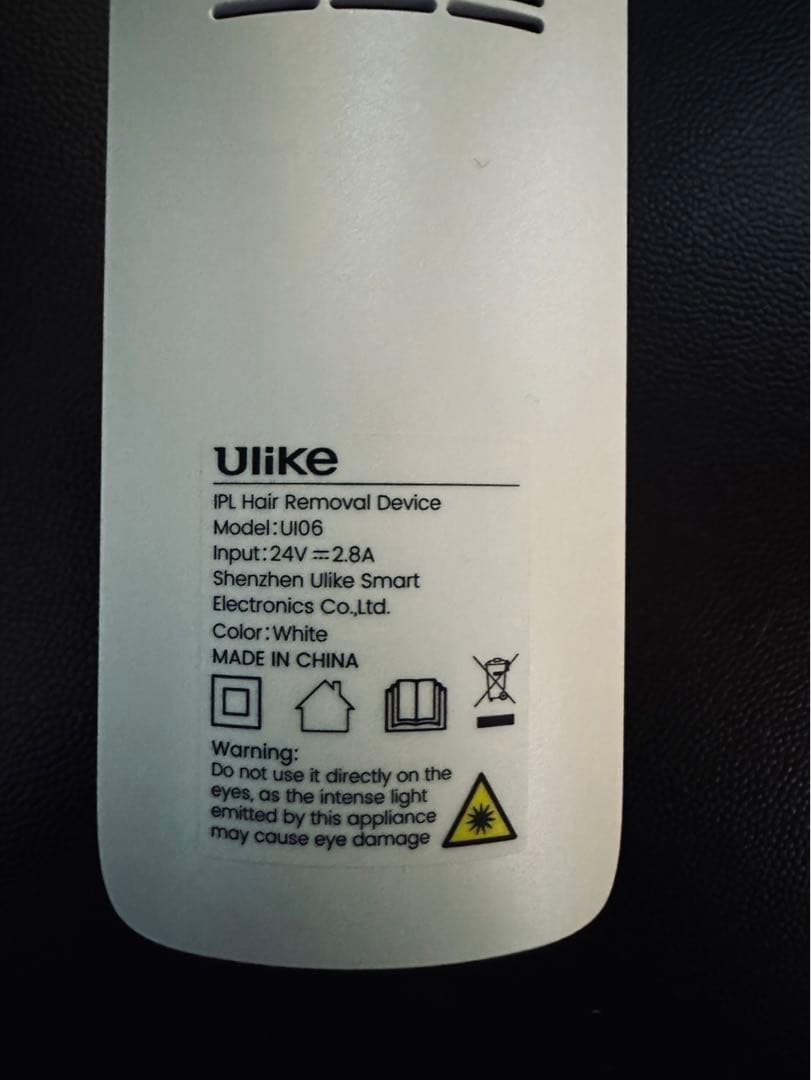 Ulike
IPL Hair Removal Device
Model:UI06
Input:24V⎓2.8A
Shenzhen Ulike Smart
Electronics Co.,Ltd.
Color:White
MADE IN CHINA
Warning:
Do not use it directly on the
eyes, as the intense light
emitted by this appliance
may cause eye damage